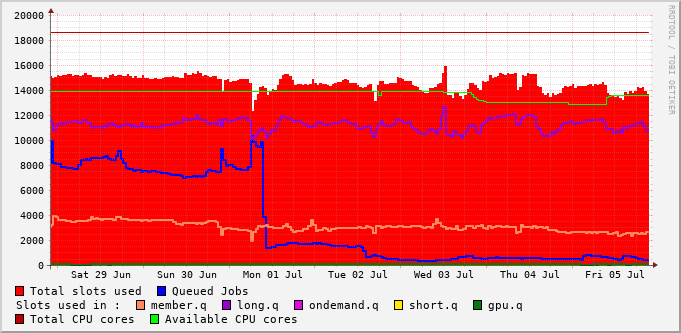 20000
18000
16000
14000
12000
10000
8000
6000
4000
2000
0
Sat 29 Jun Sun 30 Jun Mon 01 Jul Tue 02 Jul Wed 03 Jul Thu 04 Jul Fri 05 Jul
RRDTOOL / TOBI OETIKER
Total slots used Queued Jobs
Slots used in : member.q long.q ondemand.q short.q gpu.q
Total CPU cores Available CPU cores